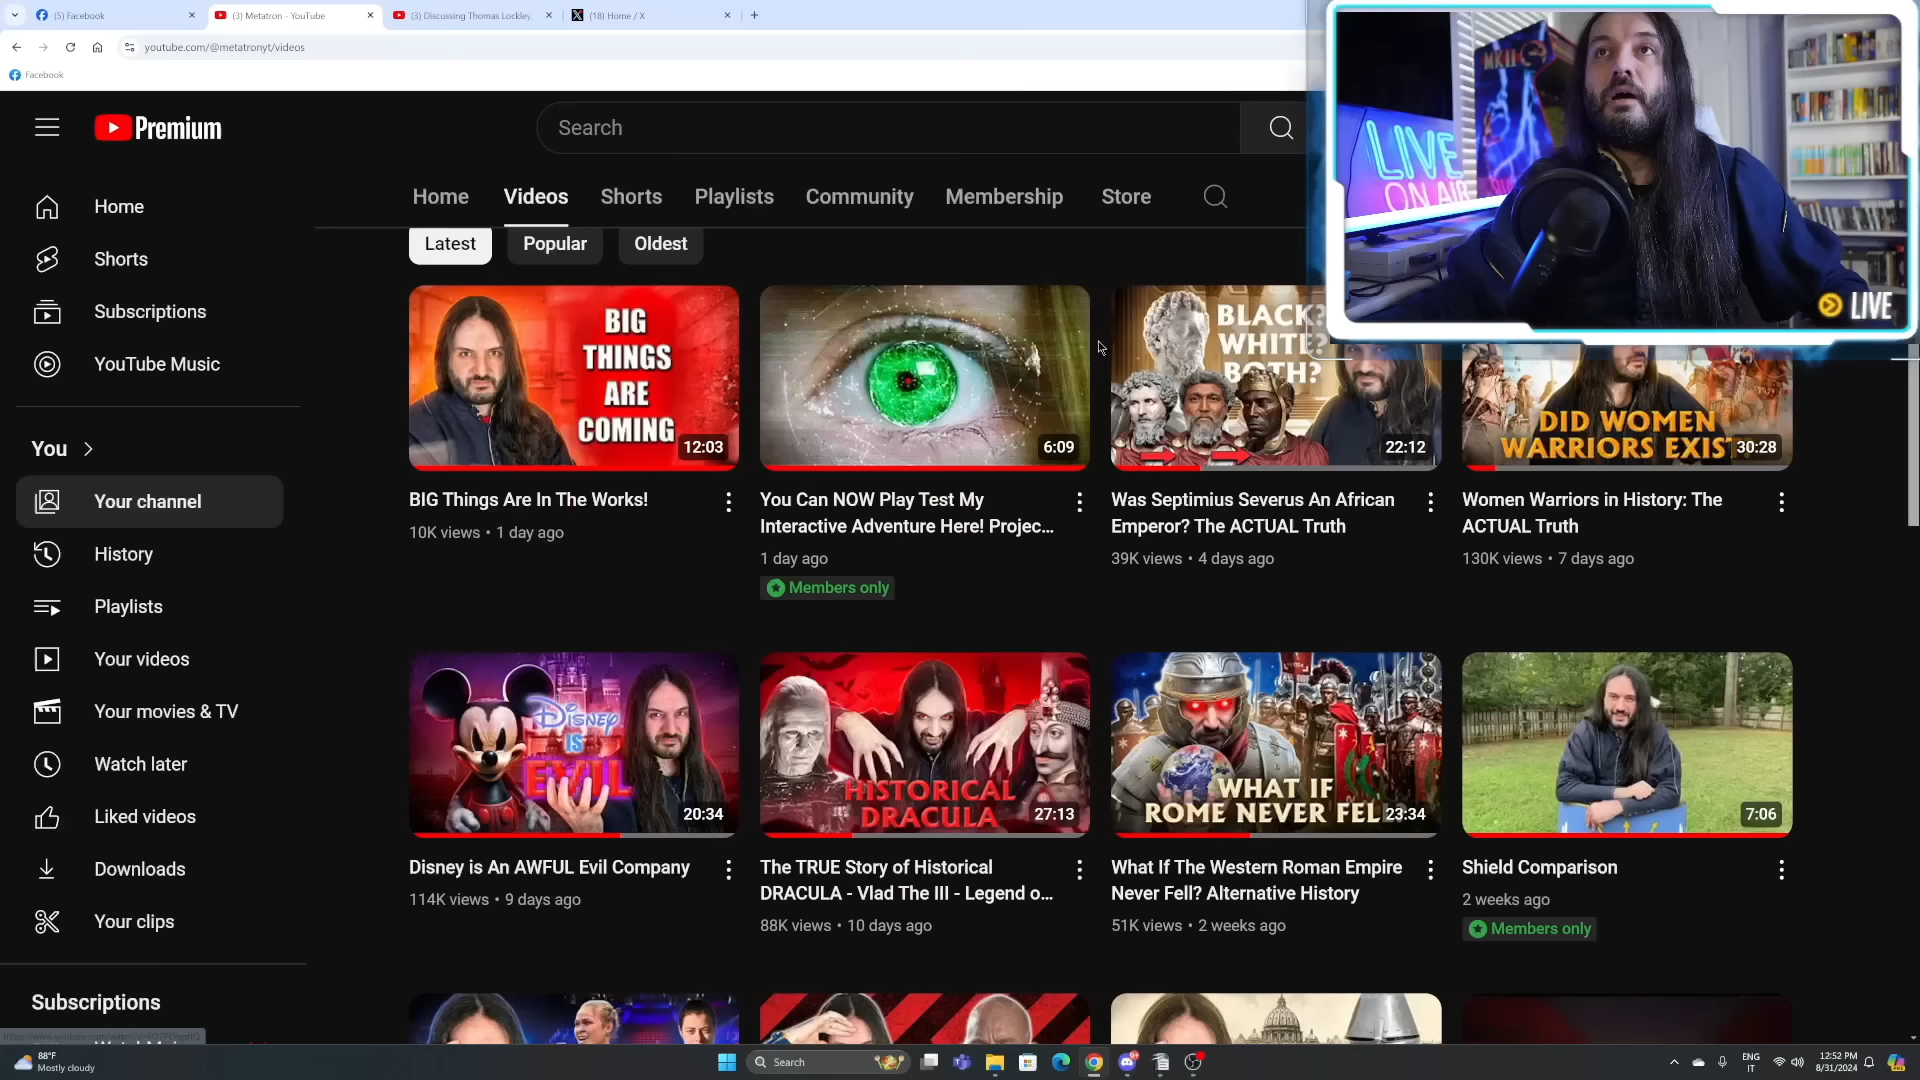 (5) Facebook
(3) Metatron - YouTube
(3) Discussing Thomas Lockley
(18) Home / X
youtube.com/@metatronyt/videos
Facebook
Premium
Search
Home
Videos
Shorts
Playlists
Community
Membership
Store
Latest
Popular
Oldest
Home
Shorts
Subscriptions
YouTube Music
You
Your channel
History
Playlists
Your videos
Your movies & TV
Watch later
Liked videos
Downloads
Your clips
Subscriptions
MKII
LIVE
ON AIR
LIVE
BIG
THINGS
ARE
COMING
12:03
BIG Things Are In The Works!
10K views • 1 day ago
6:09
You Can NOW Play Test My
Interactive Adventure Here! Projec...
1 day ago
Members only
BLACK?
WHITE?
BOTH?
22:12
Was Septimius Severus An African
Emperor? The ACTUAL Truth
39K views • 4 days ago
DID WOMEN
WARRIORS EXIS
30:28
Women Warriors in History: The
ACTUAL Truth
130K views • 7 days ago
DISNEY
IS
EVIL
20:34
Disney is An AWFUL Evil Company
114K views • 9 days ago
HISTORICAL
DRACULA
27:13
The TRUE Story of Historical
DRACULA - Vlad The III - Legend o...
88K views • 10 days ago
WHAT IF
ROME NEVER FEL
23:34
What If The Western Roman Empire
Never Fell? Alternative History
51K views • 2 weeks ago
7:06
Shield Comparison
2 weeks ago
Members only
88°F
Mostly cloudy
Search
ENG
IT
12:52 PM
8/31/2024